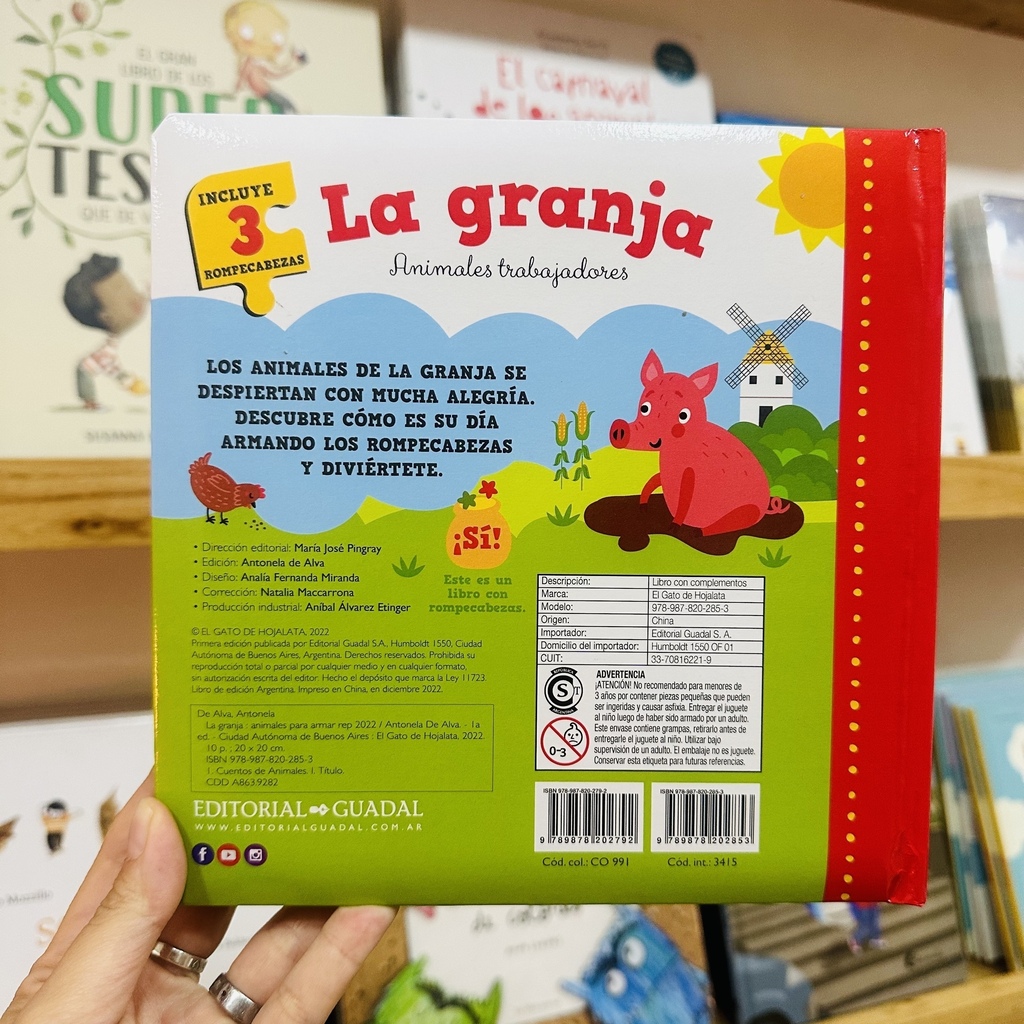 EL GRAN
LIBRO DE LOS
SUPER
TES
QUE DE
SUSANNA
El carnaval
de los
INCLUYE
3
ROMPECABEZAS
La granja
Animales trabajadores
LOS ANIMALES DE LA GRANJA SE
DESPIERTAN CON MUCHA ALEGRÍA.
DESCUBRE CÓMO ES SU DÍA
ARMANDO LOS ROMPECABEZAS
Y DIVIÉRTETE.
¡Sí!
Este es un
libro con
rompecabezas.
• Dirección editorial: María José Pingray
• Edición: Antonela de Alva
• Diseño: Analía Fernanda Miranda
• Corrección: Natalia Maccarrona
• Producción industrial: Aníbal Álvarez Etinger
© EL GATO DE HOJALATA, 2022
Primera edición publicada por Editorial Guadal S.A., Humboldt 1550, Ciudad
Autónoma de Buenos Aires, Argentina. Derechos reservados. Prohibida su
reproducción total o parcial por cualquier medio y en cualquier formato,
sin autorización escrita del editor. Hecho el depósito que marca la Ley 11723.
Libro de edición Argentina. Impreso en China, en diciembre 2022.
De Alva, Antonela
La granja : animales para armar rep 2022 / Antonela De Alva. - 1a
ed. - Ciudad Autónoma de Buenos Aires : El Gato de Hojalata, 2022.
10 p. ; 20 x 20 cm.
ISBN 978-987-820-285-3
1. Cuentos de Animales. I. Título.
CDD A863.9282
EDITORIAL GUADAL
WWW.EDITORIALGUADAL.COM.AR
Descripción: Libro con complementos
Marca: El Gato de Hojalata
Modelo: 978-987-820-285-3
Origen: China
Importador: Editorial Guadal S. A.
Domicilio del importador: Humboldt 1550 OF 01
CUIT: 33-70816221-9
ADVERTENCIA
¡ATENCIÓN! No recomendado para menores de
3 años por contener piezas pequeñas que pueden
ser ingeridas y causar asfixia. Entregar el juguete
al niño luego de haber sido armado por un adulto.
Este envase contiene grampas, retirarlo antes de
entregarle el juguete al niño. Utilizar bajo
supervisión de un adulto. El embalaje no es juguete.
Conservar esta etiqueta para futuras referencias.
S T
0-3
ISBN 978-987-820-279-2
9 789878 202792
Cód. col.: CO 991
ISBN 978-987-820-285-3
9 789878 202853
Cód. int.: 3415